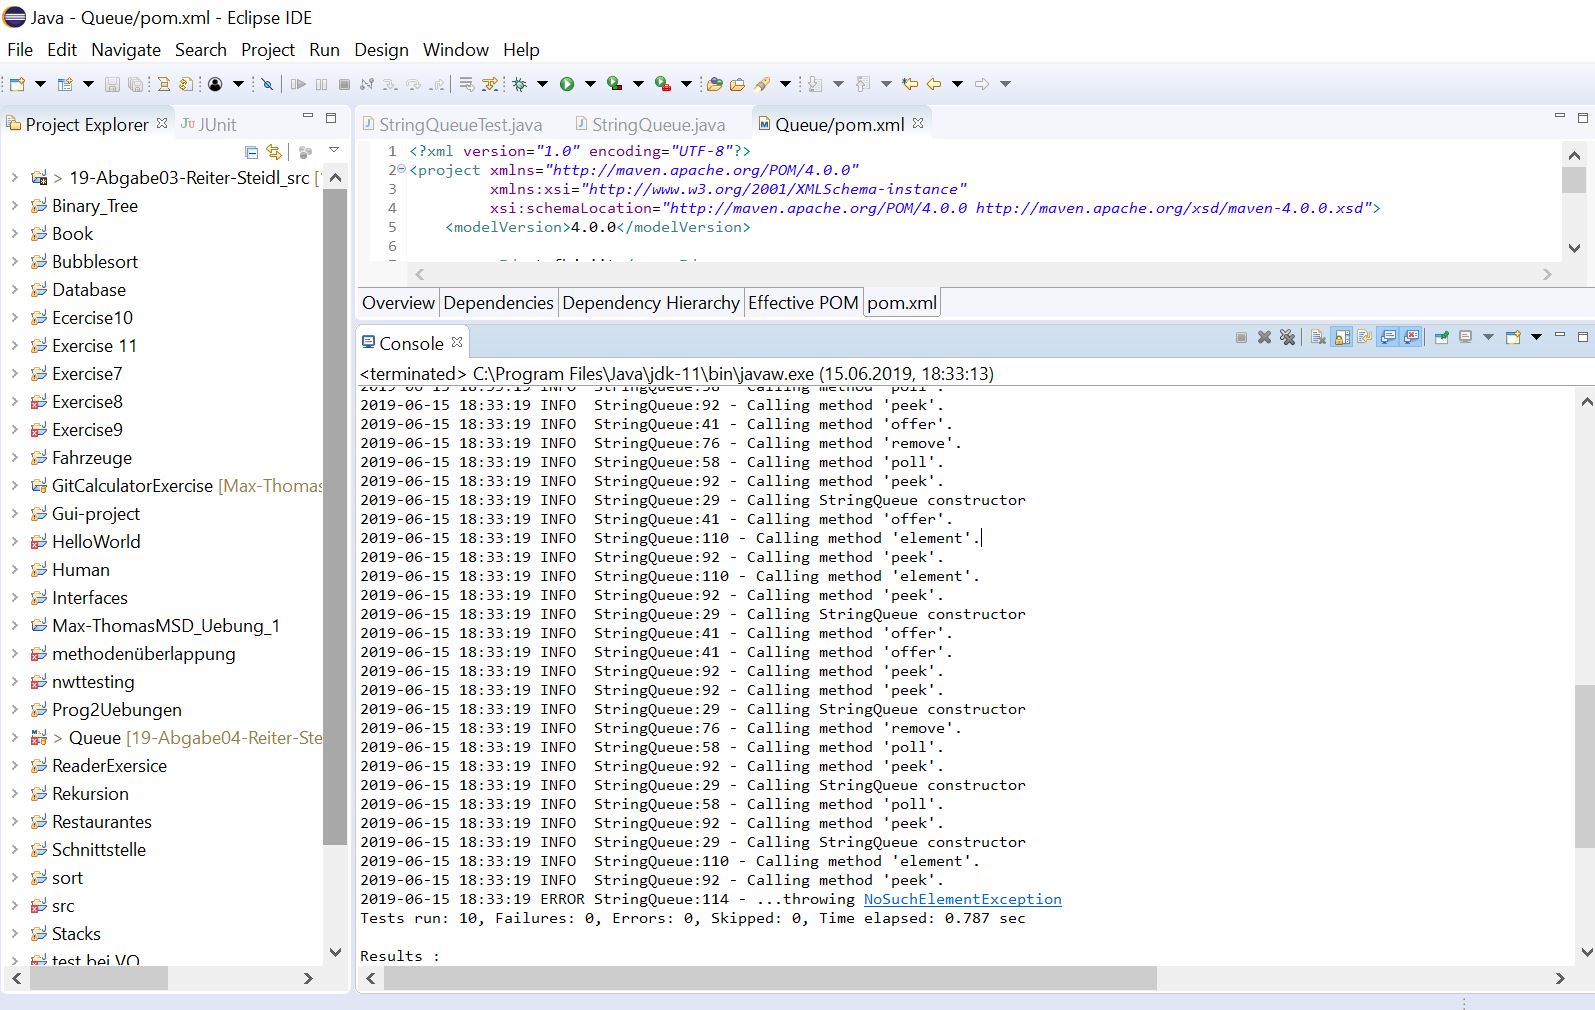 Java - Queue/pom.xml - Eclipse IDE
File Edit Navigate Search Project Run Design Window Help
Project Explorer JUnit
> 19-Abgabe03-Reiter-Steidl_src [
Binary_Tree
Book
Bubblesort
Database
Ecercise10
Exercise 11
Exercise7
Exercise8
Exercise9
Fahrzeuge
GitCalculatorExercise [Max-Thomas
Gui-project
HelloWorld
Human
Interfaces
Max-ThomasMSD_Uebung_1
methodenüberlappung
nwttesting
Prog2Uebungen
> Queue [19-Abgabe04-Reiter-Ste
ReaderExersice
Rekursion
Restaurantes
Schnittstelle
sort
src
Stacks
test bei VO
StringQueueTest.java StringQueue.java Queue/pom.xml
1 <?xml version="1.0" encoding="UTF-8"?>
2 <project xmlns="http://maven.apache.org/POM/4.0.0"
3 xmlns:xsi="http://www.w3.org/2001/XMLSchema-instance"
4 xsi:schemaLocation="http://maven.apache.org/POM/4.0.0 http://maven.apache.org/xsd/maven-4.0.0.xsd">
5 <modelVersion>4.0.0</modelVersion>
6
Overview Dependencies Dependency Hierarchy Effective POM pom.xml
Console
<terminated> C:\Program Files\Java\jdk-11\bin\javaw.exe (15.06.2019, 18:33:13)
2019-06-15 18:33:19 INFO StringQueue:58 - Calling method 'poll'.
2019-06-15 18:33:19 INFO StringQueue:92 - Calling method 'peek'.
2019-06-15 18:33:19 INFO StringQueue:41 - Calling method 'offer'.
2019-06-15 18:33:19 INFO StringQueue:76 - Calling method 'remove'.
2019-06-15 18:33:19 INFO StringQueue:58 - Calling method 'poll'.
2019-06-15 18:33:19 INFO StringQueue:92 - Calling method 'peek'.
2019-06-15 18:33:19 INFO StringQueue:29 - Calling StringQueue constructor
2019-06-15 18:33:19 INFO StringQueue:41 - Calling method 'offer'.
2019-06-15 18:33:19 INFO StringQueue:110 - Calling method 'element'.
2019-06-15 18:33:19 INFO StringQueue:92 - Calling method 'peek'.
2019-06-15 18:33:19 INFO StringQueue:110 - Calling method 'element'.
2019-06-15 18:33:19 INFO StringQueue:92 - Calling method 'peek'.
2019-06-15 18:33:19 INFO StringQueue:29 - Calling StringQueue constructor
2019-06-15 18:33:19 INFO StringQueue:41 - Calling method 'offer'.
2019-06-15 18:33:19 INFO StringQueue:41 - Calling method 'offer'.
2019-06-15 18:33:19 INFO StringQueue:92 - Calling method 'peek'.
2019-06-15 18:33:19 INFO StringQueue:92 - Calling method 'peek'.
2019-06-15 18:33:19 INFO StringQueue:29 - Calling StringQueue constructor
2019-06-15 18:33:19 INFO StringQueue:76 - Calling method 'remove'.
2019-06-15 18:33:19 INFO StringQueue:58 - Calling method 'poll'.
2019-06-15 18:33:19 INFO StringQueue:92 - Calling method 'peek'.
2019-06-15 18:33:19 INFO StringQueue:29 - Calling StringQueue constructor
2019-06-15 18:33:19 INFO StringQueue:58 - Calling method 'poll'.
2019-06-15 18:33:19 INFO StringQueue:92 - Calling method 'peek'.
2019-06-15 18:33:19 INFO StringQueue:29 - Calling StringQueue constructor
2019-06-15 18:33:19 INFO StringQueue:110 - Calling method 'element'.
2019-06-15 18:33:19 INFO StringQueue:92 - Calling method 'peek'.
2019-06-15 18:33:19 ERROR StringQueue:114 - ...throwing NoSuchElementException
Tests run: 10, Failures: 0, Errors: 0, Skipped: 0, Time elapsed: 0.787 sec
Results :